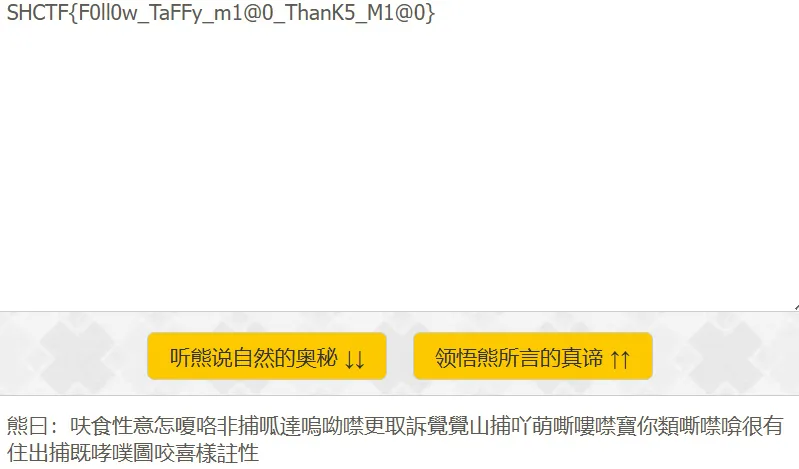 SHCTF{F0ll0w_TaFFy_m1@0_ThanK5_M1@0}
听熊说自然的奥秘 ↓↓ 领悟熊所言的真谛 ↑↑
熊曰：呋食性意怎嗄咯非捕呱達嗚呦噤更取訴覺覺山捕吖萌嘶嘍噤寶你類嘶噤噙很有
住出捕既哮噗圖咬喜樣註性